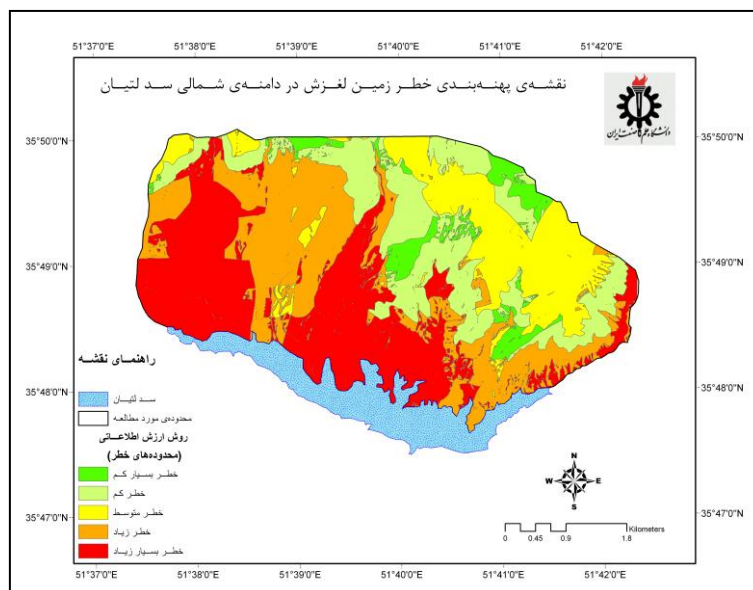 51°37'0"E 51°38'0"E 51°39'0"E 51°40'0"E 51°41'0"E 51°42'0"E
نقشه‌ی پهنه‌بندی خطر زمین لغزش در دامنه‌ی شمالی سد لتیان
دانشگاه علم و صنعت ایران
35°50'0"N 35°50'0"N
35°49'0"N 35°49'0"N
35°48'0"N 35°48'0"N
35°47'0"N 35°47'0"N
راهنمای نقشه
سد لتیان
محدوده‌ی مورد مطالعه
روش ارزش اطلاعاتی
(محدوده‌های خطر)
خطر بسیار کم
خطر کم
خطر متوسط
خطر زیاد
خطر بسیار زیاد
N
W E
S
Kilometers
0 0.45 0.9 1.8
51°37'0"E 51°38'0"E 51°39'0"E 51°40'0"E 51°41'0"E 51°42'0"E